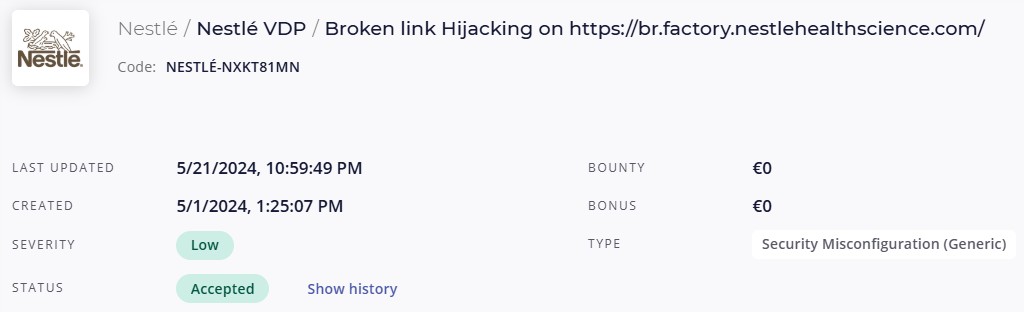 Nestlé / Nestlé VDP / Broken link Hijacking on https://br.factory.nestlehealthscience.com/
Nestlé.
Code: NESTLÉ-NXKT81MN
LAST UPDATED 5/21/2024, 10:59:49 PM BOUNTY €0
CREATED 5/1/2024, 1:25:07 PM BONUS €0
SEVERITY Low TYPE Security Misconfiguration (Generic)
STATUS Accepted Show history